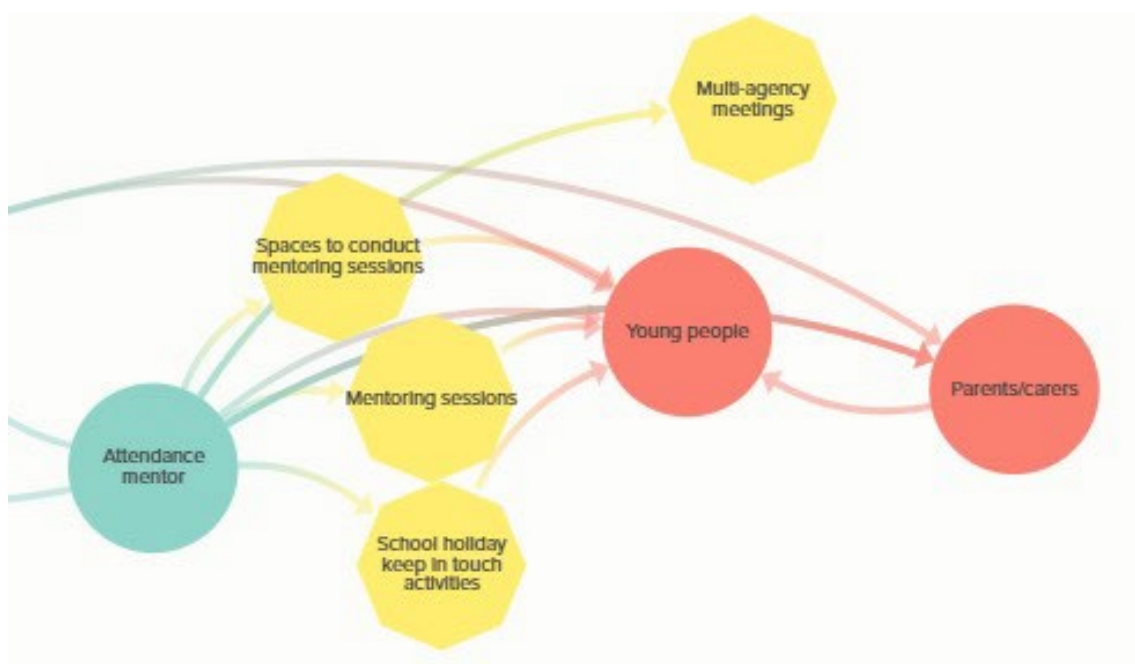 Multi-agency
meetings
Spaces to conduct
mentoring sessions
Young people
Parents/carers
Mentoring sessions
Attendance
mentor
School holiday
keep in touch
activities